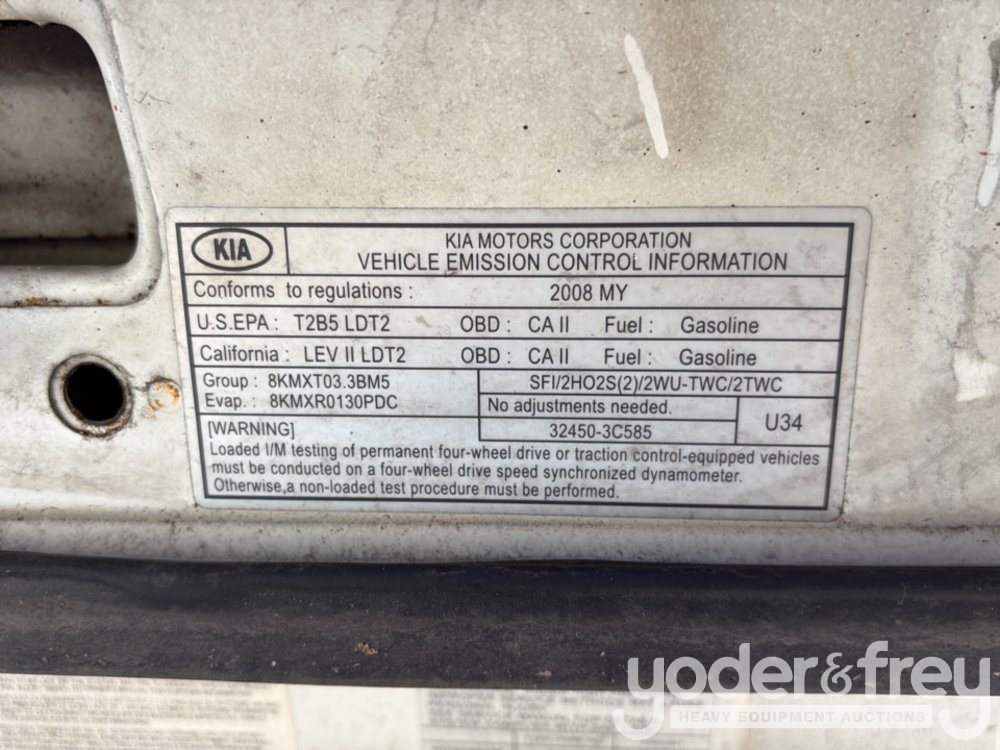 KIA
KIA MOTORS CORPORATION
VEHICLE EMISSION CONTROL INFORMATION
Conforms to regulations : 2008 MY
U.S.EPA : T2B5 LDT2 OBD : CA II Fuel : Gasoline
California : LEV II LDT2 OBD : CA II Fuel : Gasoline
Group : 8KMXT03.3BM5
Evap. : 8KMXR0130PDC
SFI/2HO2S(2)/2WU-TWC/2TWC
No adjustments needed.
32450-3C585
U34
[WARNING]
Loaded I/M testing of permanent four-wheel drive or traction control-equipped vehicles
must be conducted on a four-wheel drive speed synchronized dynamometer.
Otherwise,a non-loaded test procedure must be performed.
yoder&frey
HEAVY EQUIPMENT AUCTIONS